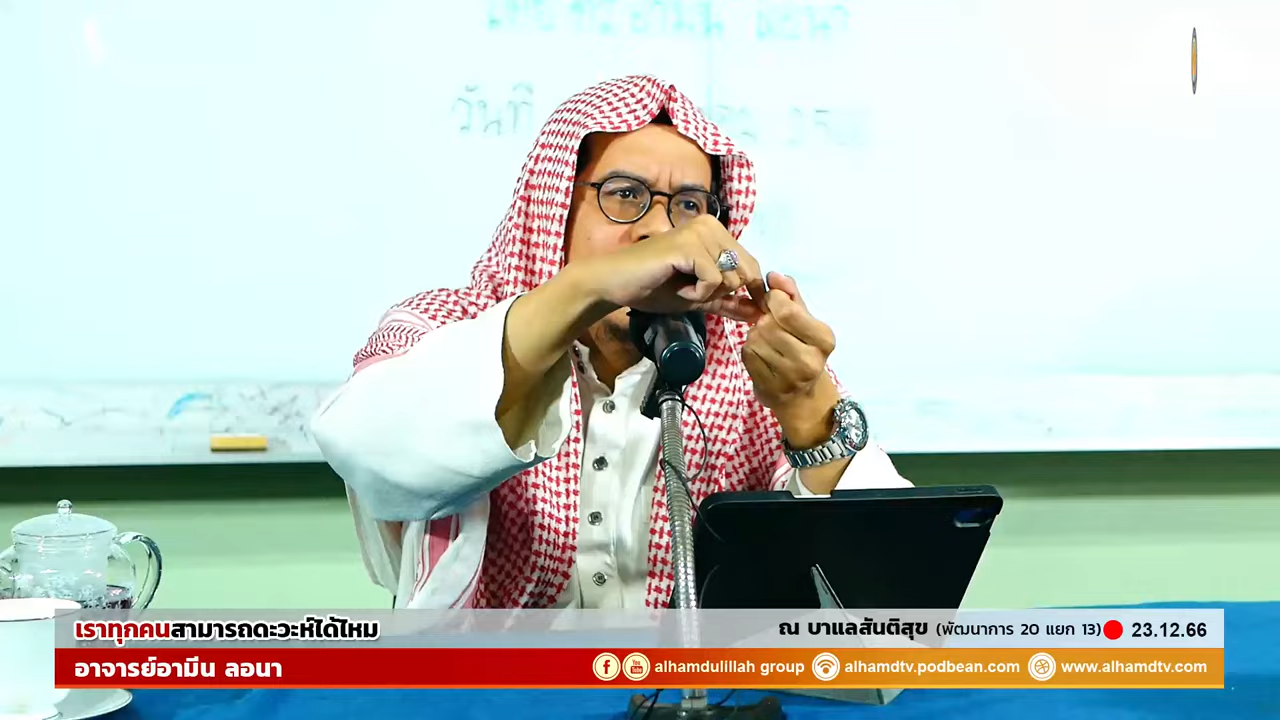 วันที่
เราทุกคนสามารถดะวะห์ได้ไหม
ณ บาแลสันติสุข (พัฒนาการ 20 แยก 13) 23.12.66
อาจารย์อามีน ลอนา
alhamdulillah group alhamdtv.podbean.com www.alhamdtv.com